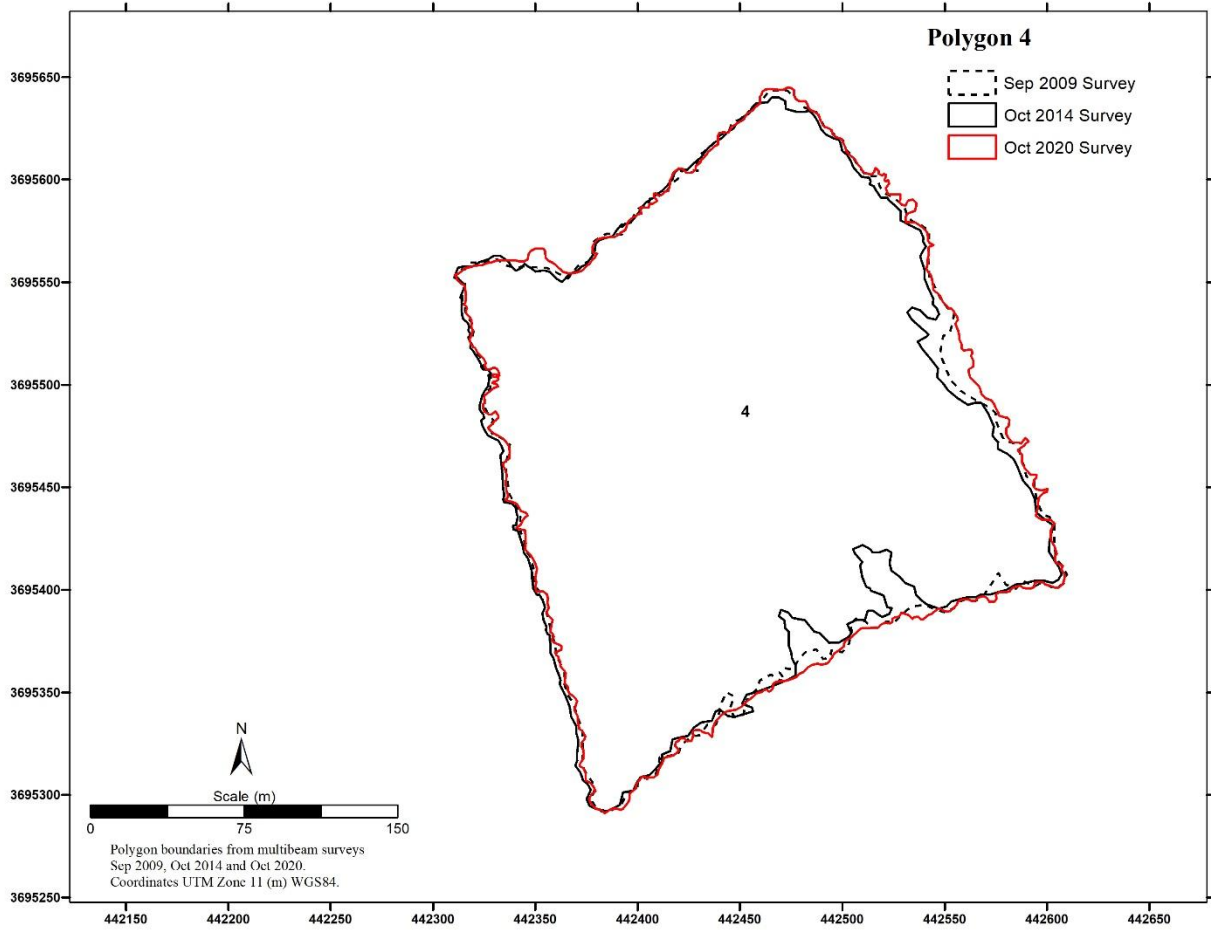 Polygon 4
Sep 2009 Survey
Oct 2014 Survey
Oct 2020 Survey
3695650
3695600
3695550
3695500
3695450
3695400
3695350
3695300
3695250
4
N
Scale (m)
0 75 150
Polygon boundaries from multibeam surveys
Sep 2009, Oct 2014 and Oct 2020.
Coordinates UTM Zone 11 (m) WGS84.
442150 442200 442250 442300 442350 442400 442450 442500 442550 442600 442650